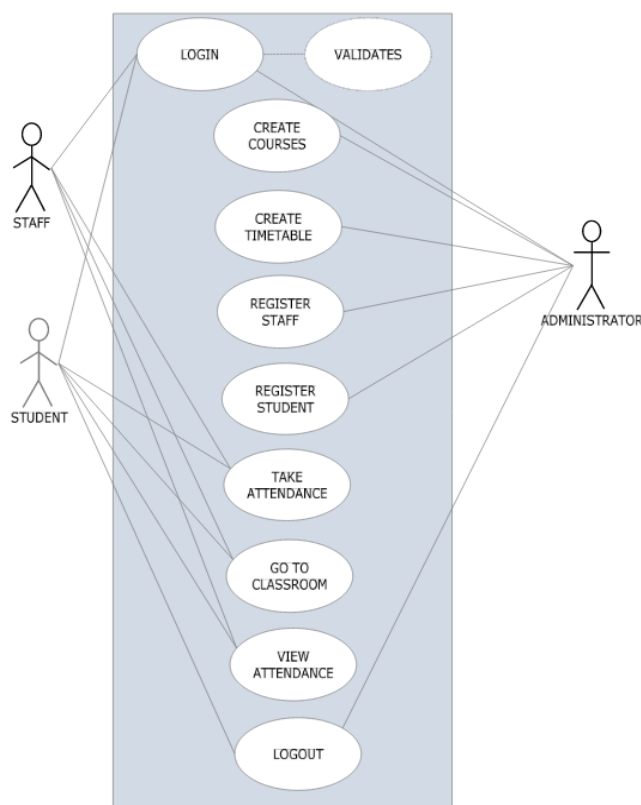 LOGIN
VALIDATES
CREATE
COURSES
STAFF
CREATE
TIMETABLE
REGISTER
STAFF
ADMINISTRATOR
REGISTER
STUDENT
STUDENT
TAKE
ATTENDANCE
GO TO
CLASSROOM
VIEW
ATTENDANCE
LOGOUT